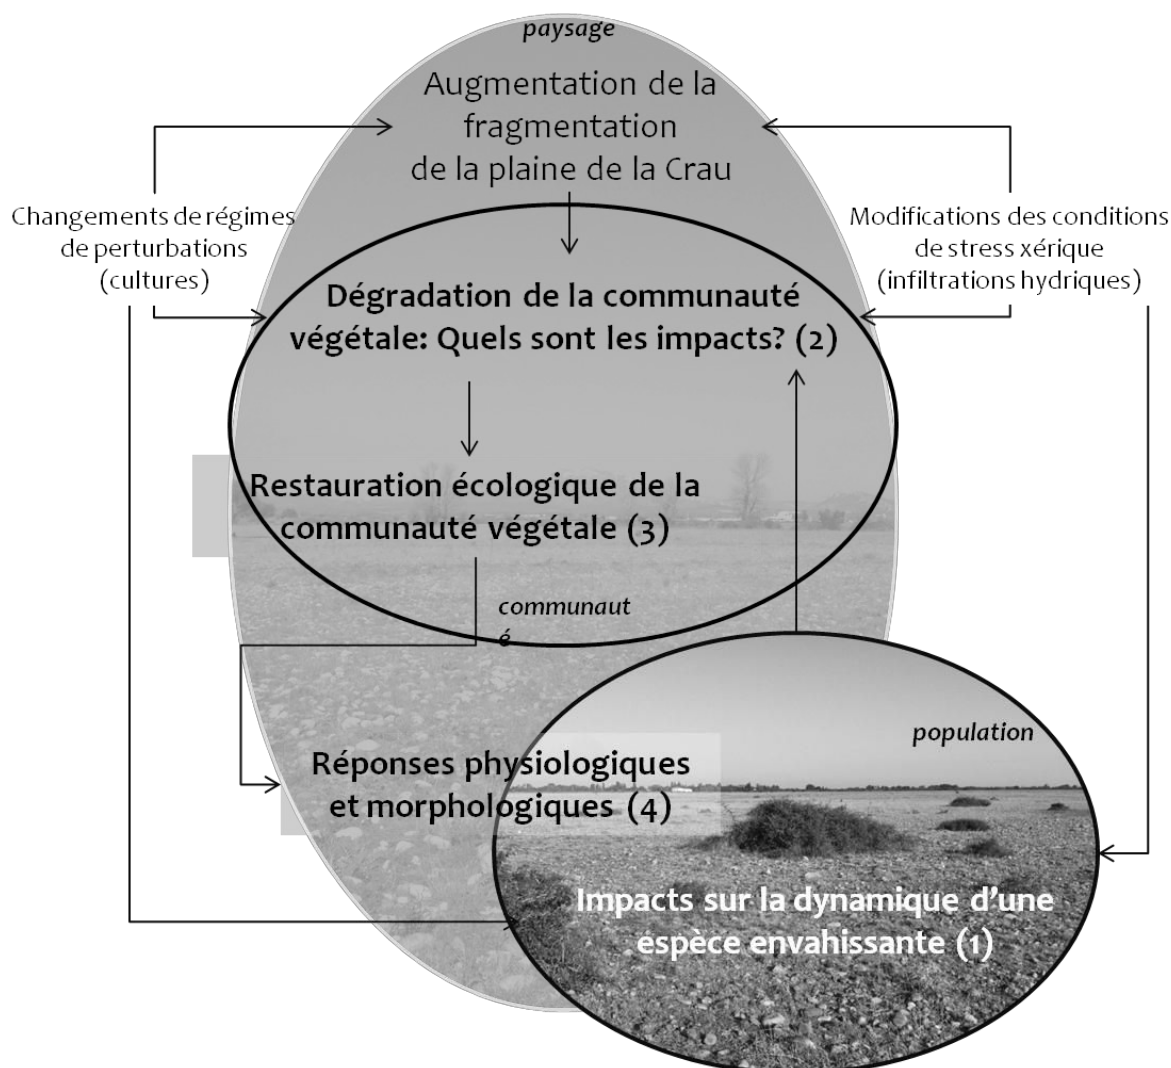 paysage
Augmentation de la
fragmentation
de la plaine de la Crau
Changements de régimes
de perturbations
(cultures)
Modifications des conditions
de stress xérique
(infiltrations hydriques)
Dégradation de la communauté
végétale: Quels sont les impacts? (2)
Restauration écologique de la
communauté végétale (3)
communaut
é
population
Réponses physiologiques
et morphologiques (4)
Impacts sur la dynamique d’une
espèce envahissante (1)